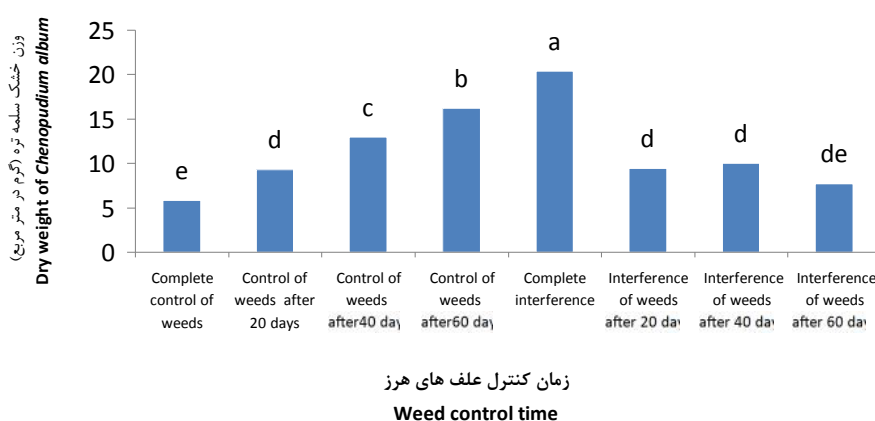 وزن خشک سلمه تره (گرم در متر مربع)
Dry weight of Chenopudium album
25
20
15
10
5
0
e
d
c
b
a
d
d
de
Complete
control of
weeds
Control of
weeds after
20 days
Control of
weeds
after40 day
Control of
weeds
after60 day
Complete
interference
Interference
of weeds
after 20 day
Interference
of weeds
after 40 day
Interference
of weeds
after 60 day
زمان کنترل علف های هرز
Weed control time